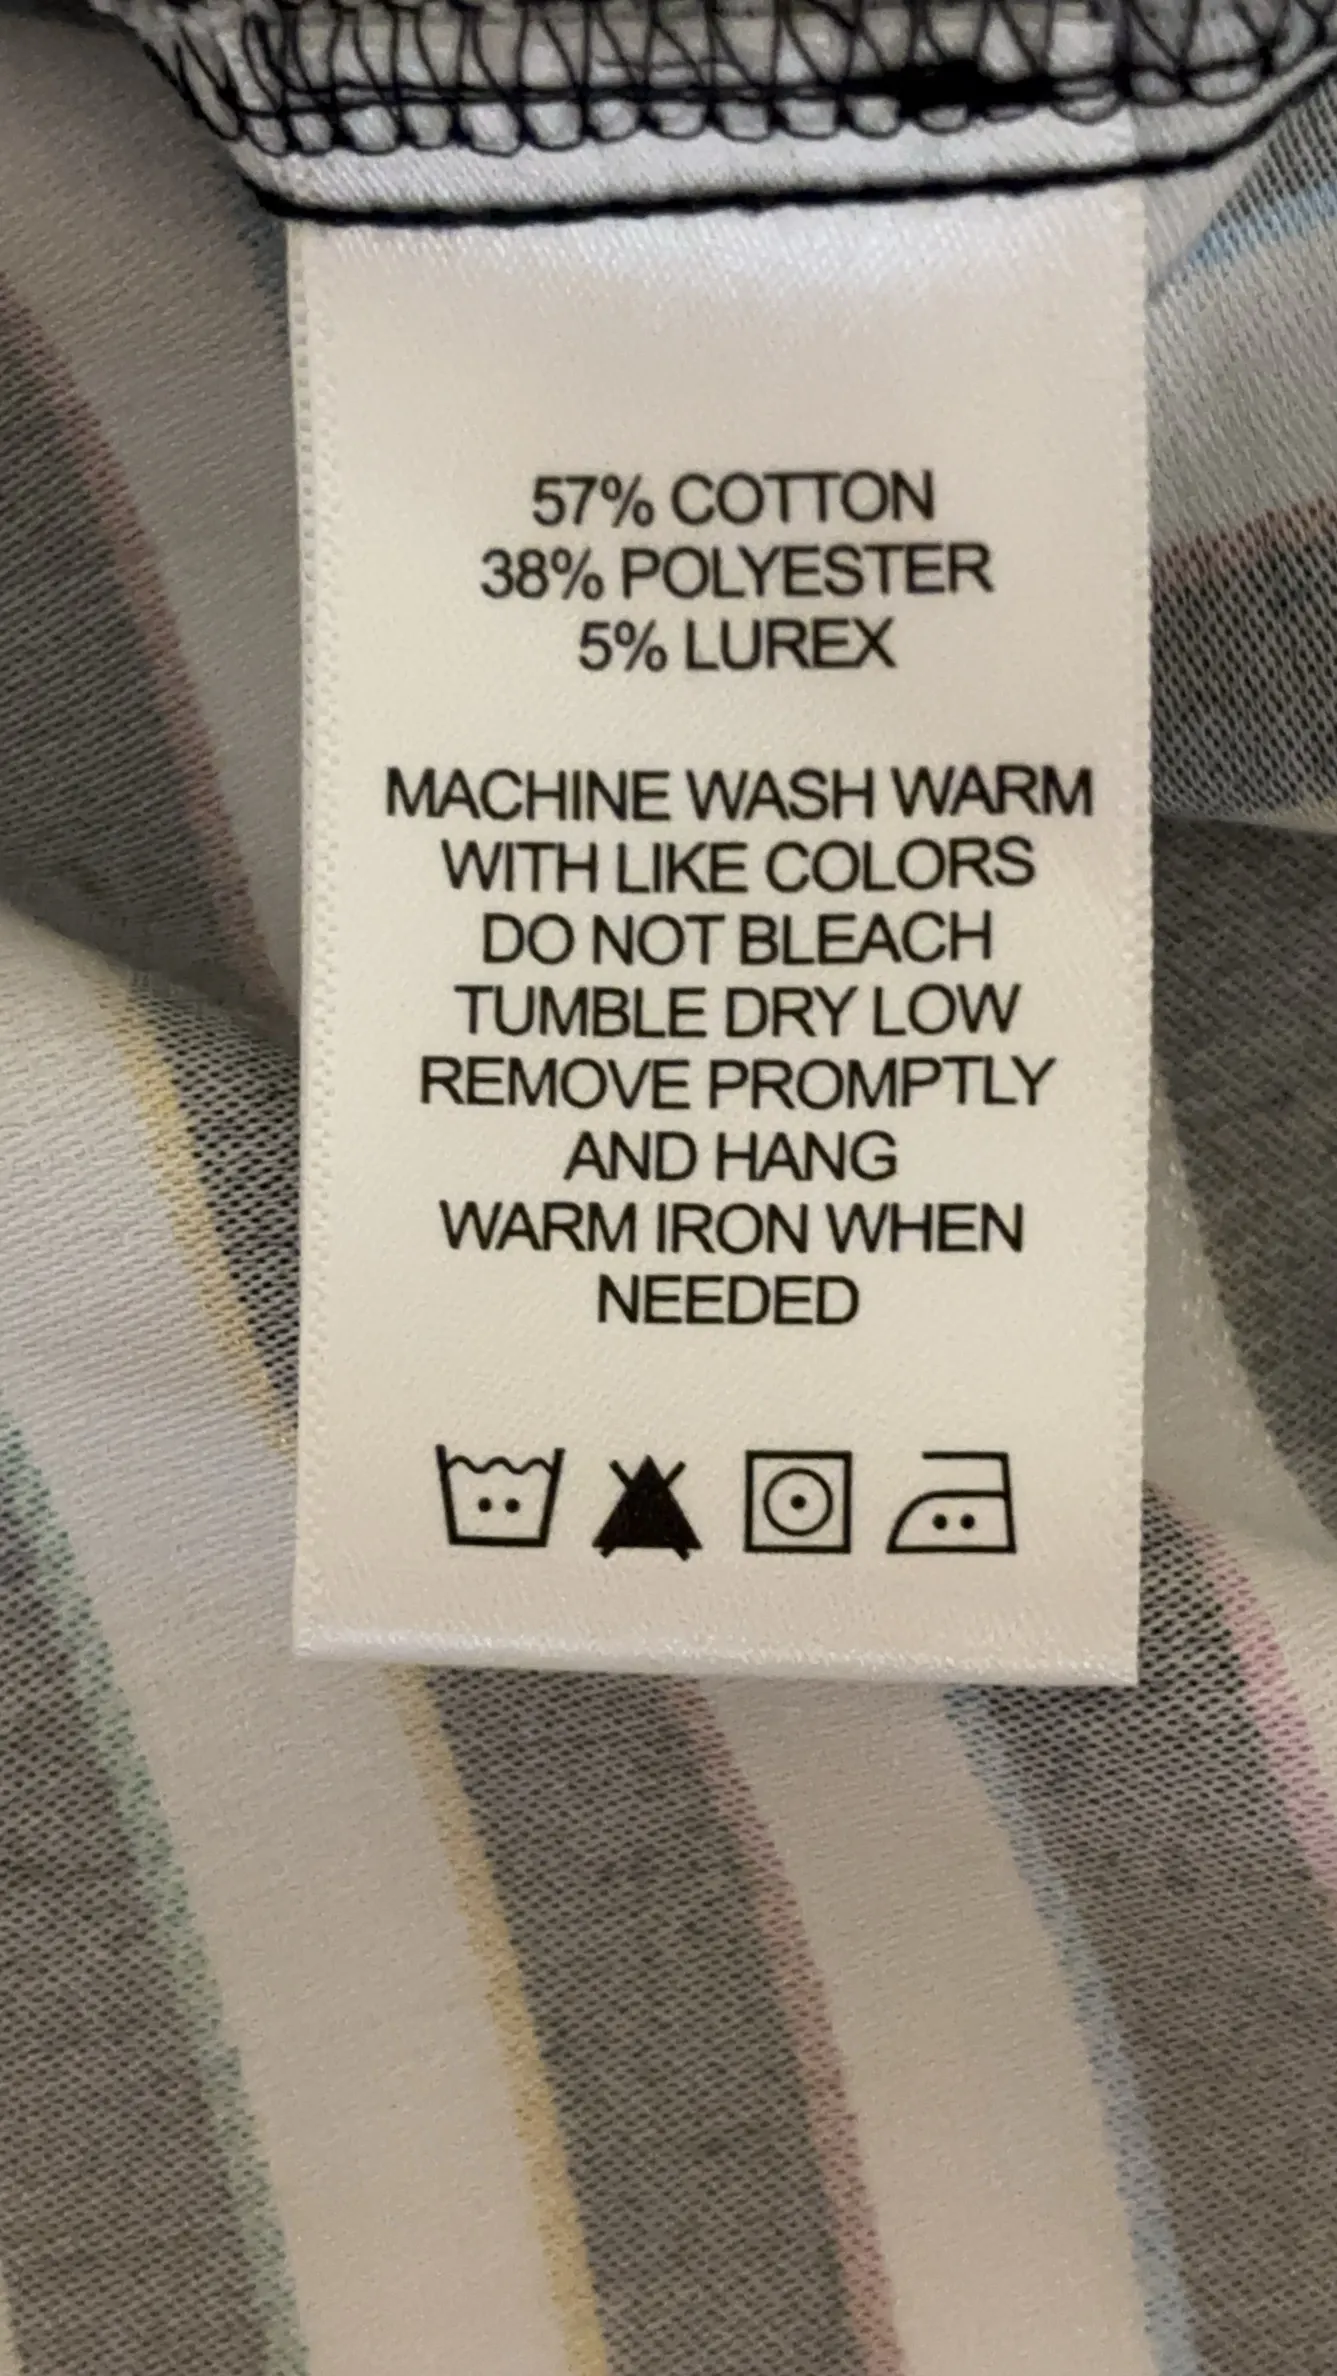 57% COTTON
38% POLYESTER
5% LUREX
MACHINE WASH WARM
WITH LIKE COLORS
DO NOT BLEACH
TUMBLE DRY LOW
REMOVE PROMPTLY
AND HANG
WARM IRON WHEN
NEEDED